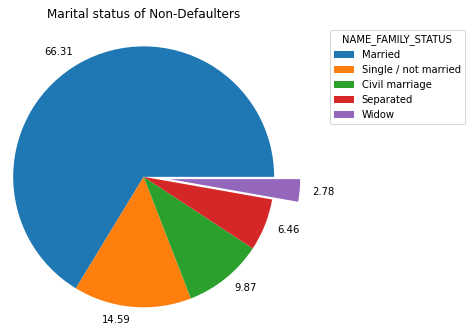 Marital status of Non-Defaulters
NAME_FAMILY_STATUS
Married
Single / not married
Civil marriage
Separated
Widow
66.31
2.78
6.46
9.87
14.59